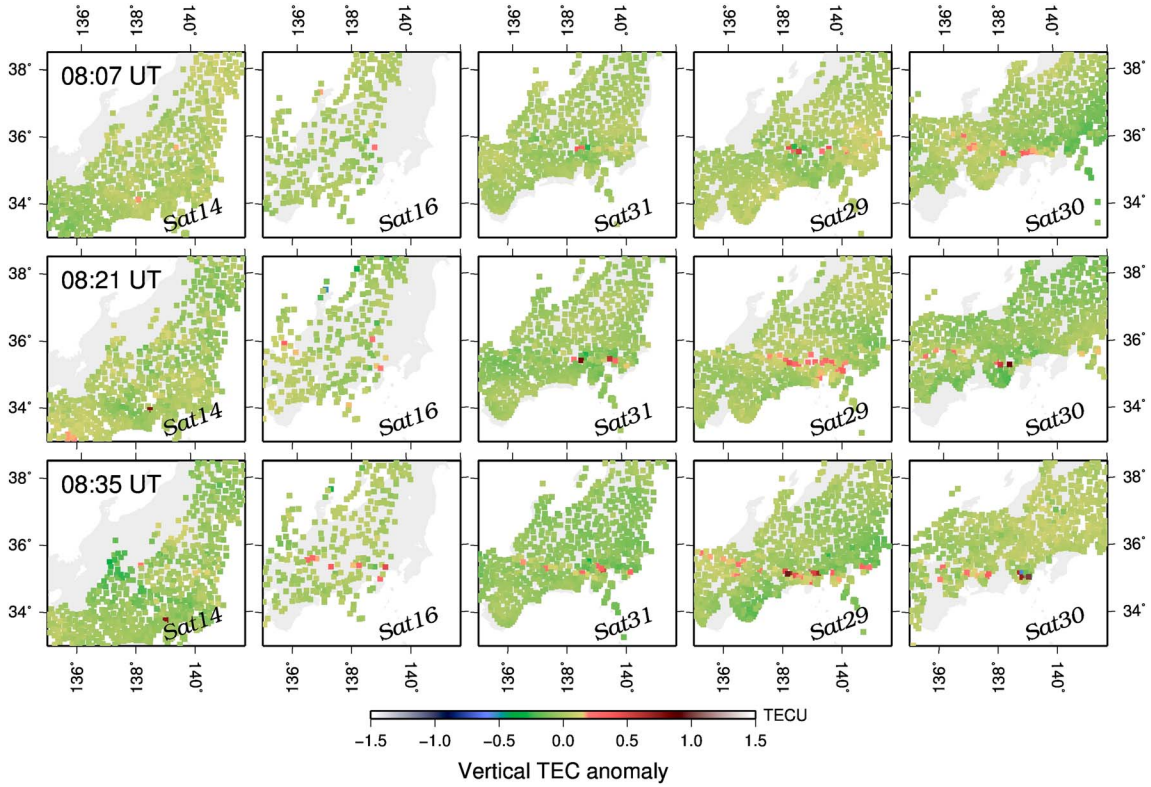 136° 138° 140° 136° 138° 140° 136° 138° 140° 136° 138° 140° 136° 138° 140°
38° 08:07 UT 38°
36° 36°
34° Sat14 Sat16 Sat31 Sat29 Sat30 34°
38° 08:21 UT 38°
36° 36°
34° Sat14 Sat16 Sat31 Sat29 Sat30 34°
38° 08:35 UT 38°
36° 36°
34° Sat14 Sat16 Sat31 Sat29 Sat30 34°
136° 138° 140° 136° 138° 140° 136° 138° 140° 136° 138° 140° 136° 138° 140°
TECU
−1.5 −1.0 −0.5 0.0 0.5 1.0 1.5
Vertical TEC anomaly